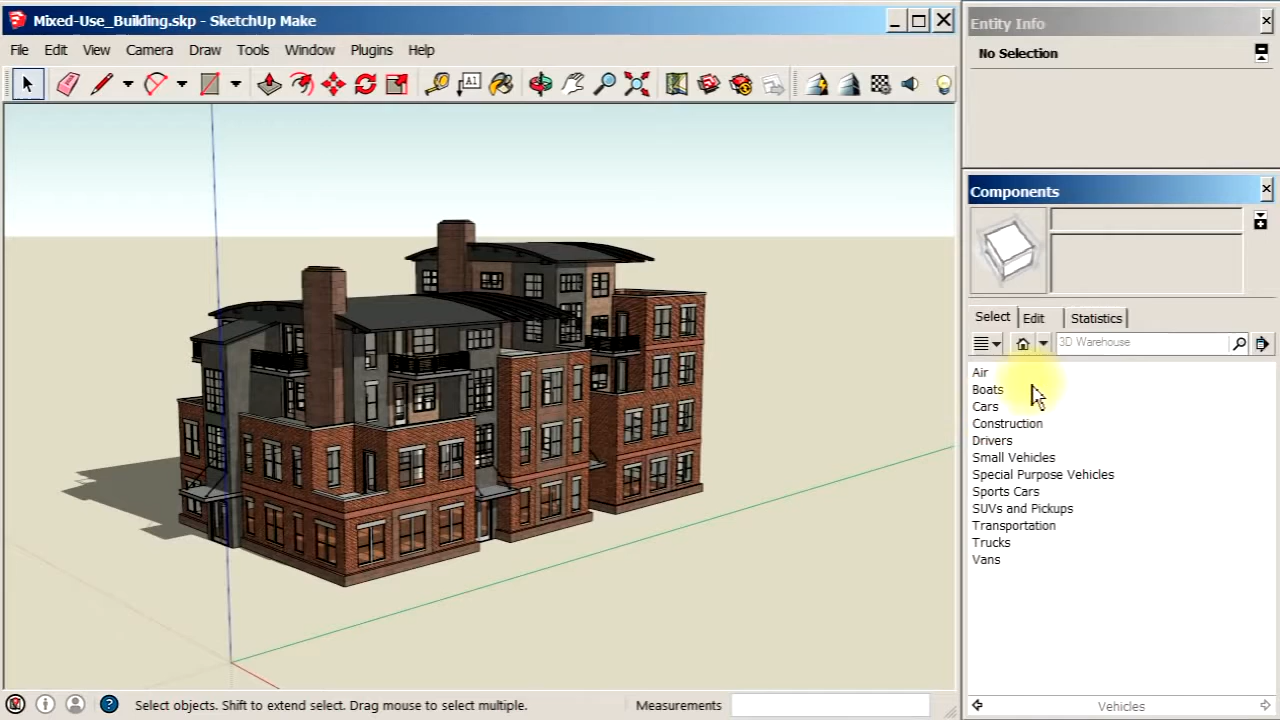 Mixed-Use_Building.skp - SketchUp Make
File Edit View Camera Draw Tools Window Plugins Help
A1
Select objects. Shift to extend select. Drag mouse to select multiple.
Measurements
Entity Info
No Selection
Components
Select Edit Statistics
3D Warehouse
Air
Boats
Cars
Construction
Drivers
Small Vehicles
Special Purpose Vehicles
Sports Cars
SUVs and Pickups
Transportation
Trucks
Vans
Vehicles